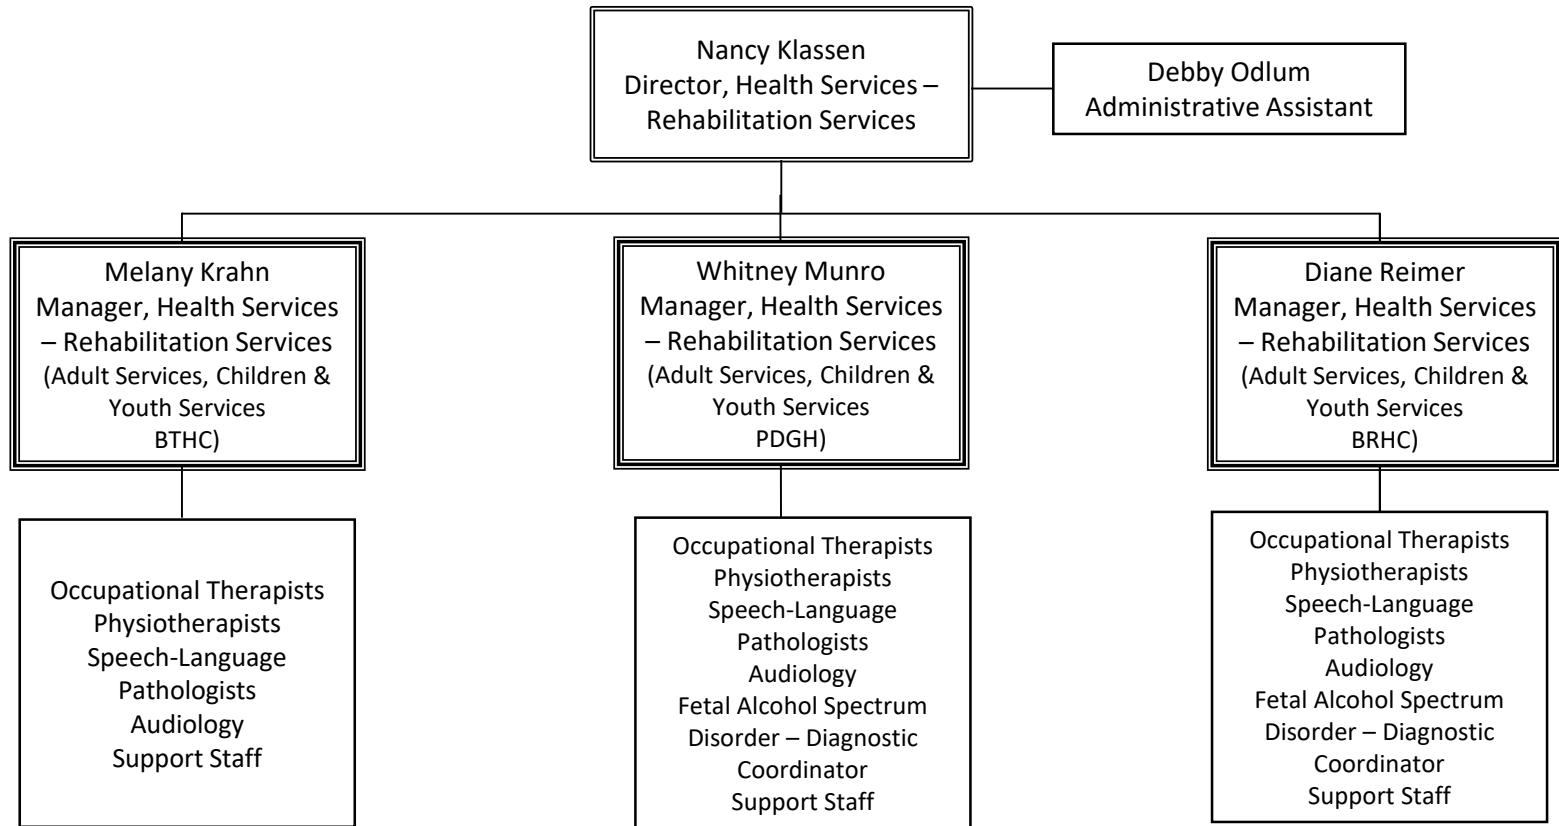 Nancy Klassen
Director, Health Services –
Rehabilitation Services
Debby Odlum
Administrative Assistant
Melany Krahn
Manager, Health Services
– Rehabilitation Services
(Adult Services, Children &
Youth Services
BTHC)
Whitney Munro
Manager, Health Services
– Rehabilitation Services
(Adult Services, Children &
Youth Services
PDGH)
Diane Reimer
Manager, Health Services
– Rehabilitation Services
(Adult Services, Children &
Youth Services
BRHC)
Occupational Therapists
Physiotherapists
Speech-Language
Pathologists
Audiology
Support Staff
Occupational Therapists
Physiotherapists
Speech-Language
Pathologists
Audiology
Fetal Alcohol Spectrum
Disorder – Diagnostic
Coordinator
Support Staff
Occupational Therapists
Physiotherapists
Speech-Language
Pathologists
Audiology
Fetal Alcohol Spectrum
Disorder – Diagnostic
Coordinator
Support Staff